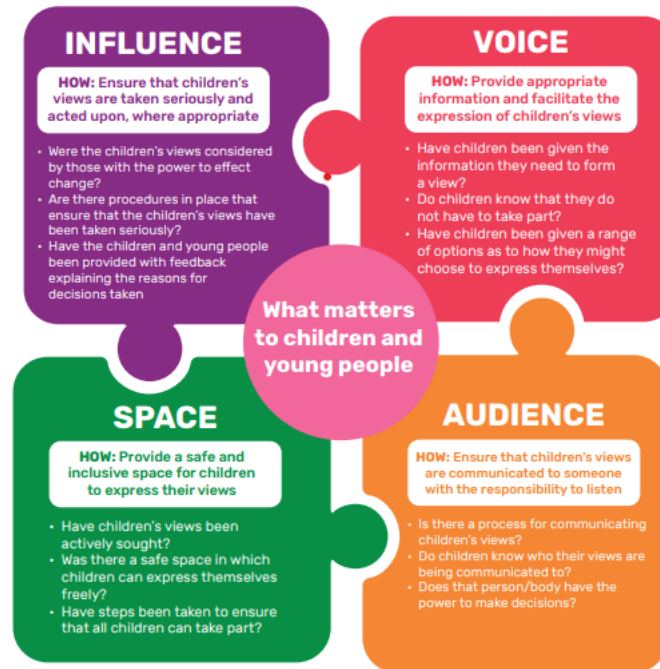 INFLUENCE
HOW: Ensure that children's
views are taken seriously and
acted upon, where appropriate
• Were the children's views considered
by those with the power to effect
change?
• Are there procedures in place that
ensure that the children's views have
been taken seriously?
• Have the children and young people
been provided with feedback
explaining the reasons for
decisions taken
VOICE
HOW: Provide appropriate
information and facilitate the
expression of children's views
• Have children been given the
information they need to form
a view?
• Do children know that they do
not have to take part?
• Have children been given a range
of options as to how they might
choose to express themselves?
What matters
to children and
young people
SPACE
HOW: Provide a safe and
inclusive space for children
to express their views
• Have children's views been
actively sought?
• Was there a safe space in which
children can express themselves
freely?
• Have steps been taken to ensure
that all children can take part?
AUDIENCE
HOW: Ensure that children's views
are communicated to someone
with the responsibility to listen
• Is there a process for communicating
children's views?
• Do children know who their views are
being communicated to?
• Does that person/body have the
power to make decisions?